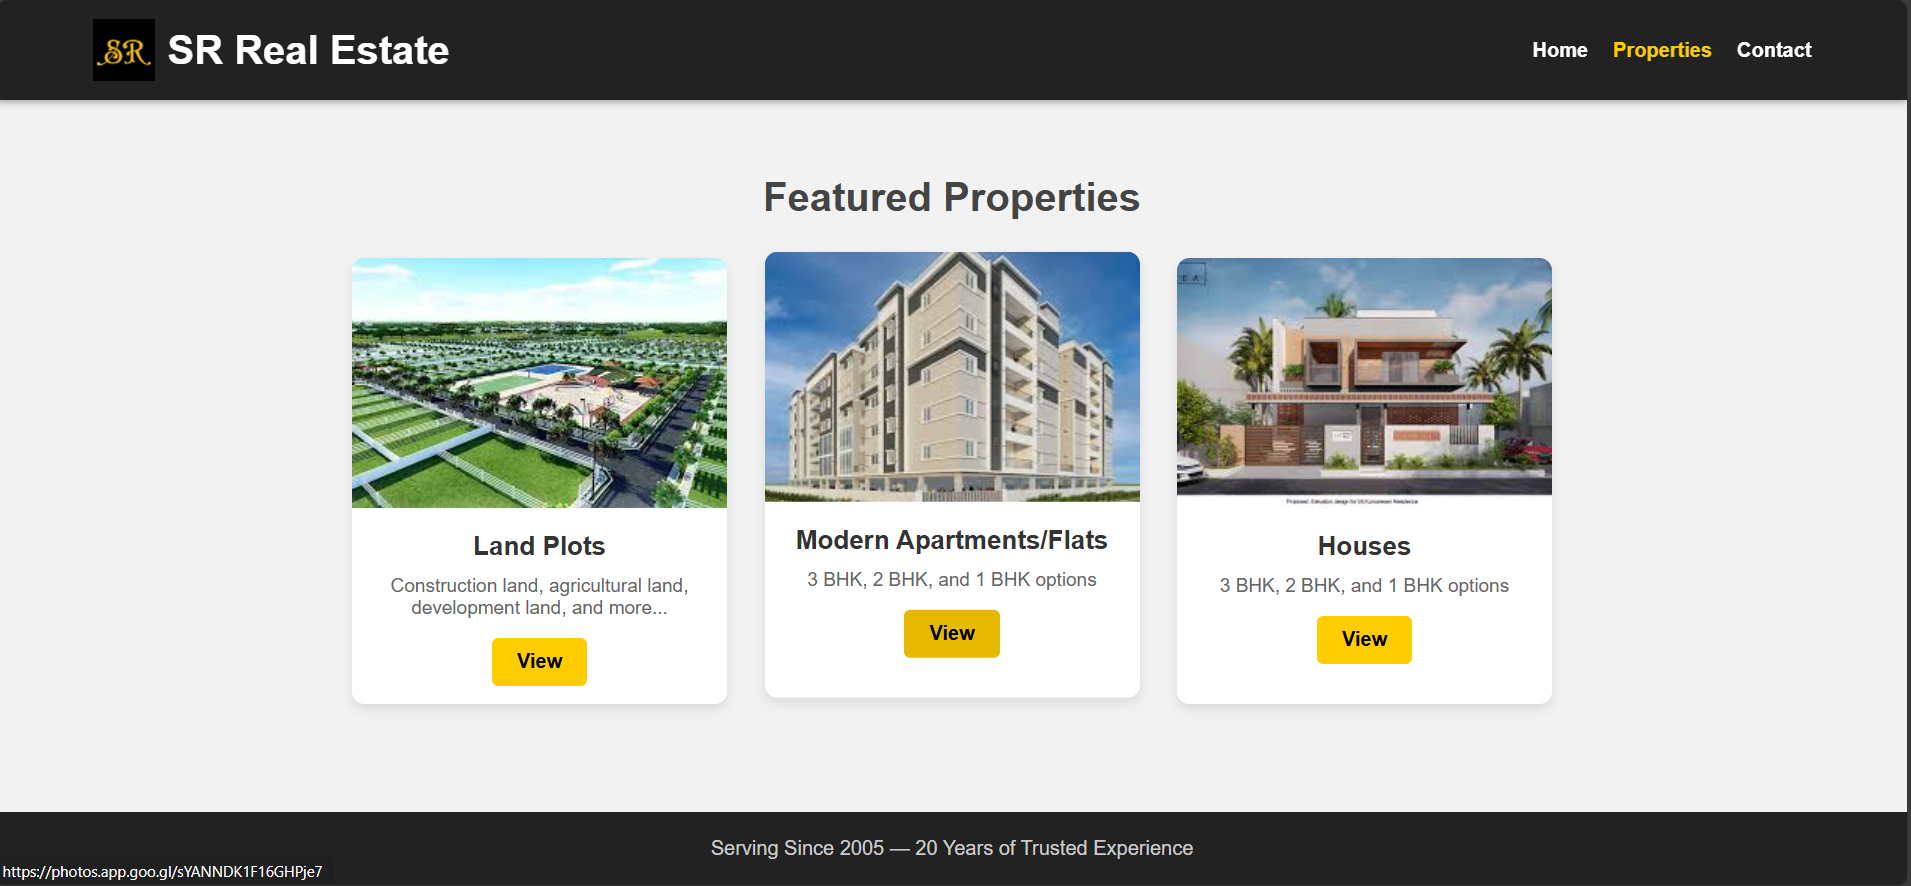 SR
SR Real Estate
Home
Properties
Contact
Featured Properties
E A
Land Plots
Construction land, agricultural land,
development land, and more...
View
Modern Apartments/Flats
3 BHK, 2 BHK, and 1 BHK options
View
Houses
3 BHK, 2 BHK, and 1 BHK options
View
Serving Since 2005 — 20 Years of Trusted Experience
https://photos.app.goo.gl/sYANNDK1F16GHPje7